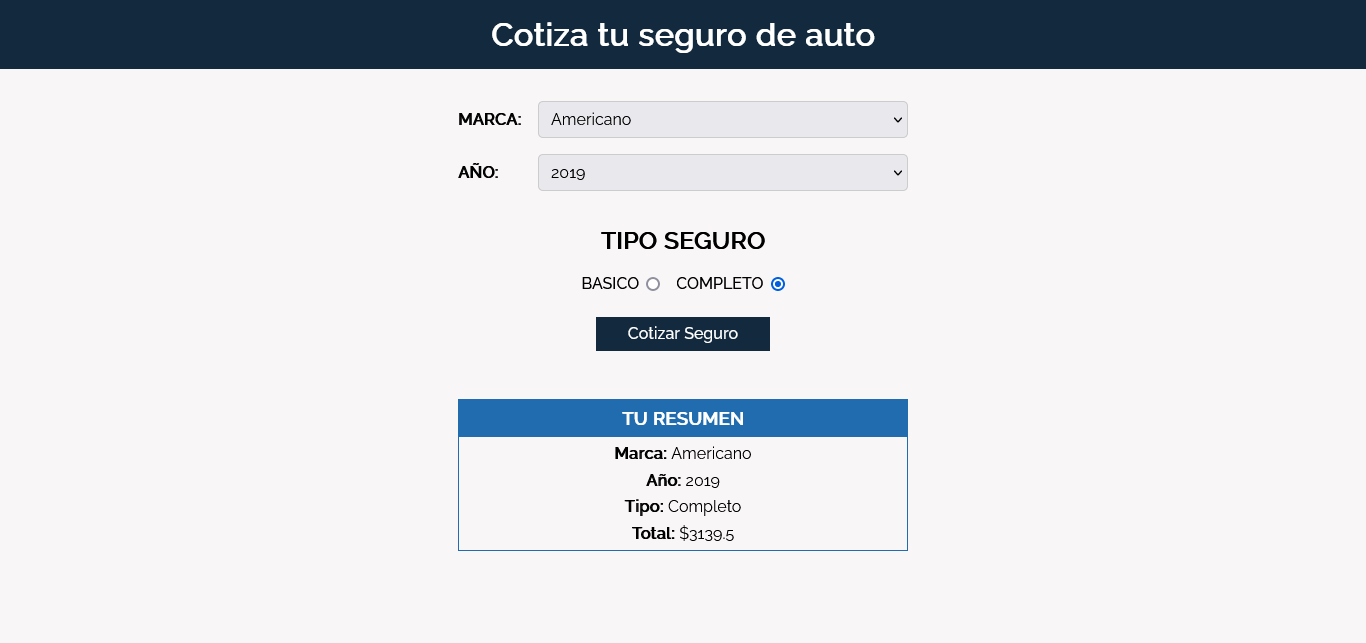 Cotiza tu seguro de auto
MARCA: Americano
AÑO: 2019
TIPO SEGURO
BASICO COMPLETO
Cotizar Seguro
TU RESUMEN
Marca: Americano
Año: 2019
Tipo: Completo
Total: $3139.5